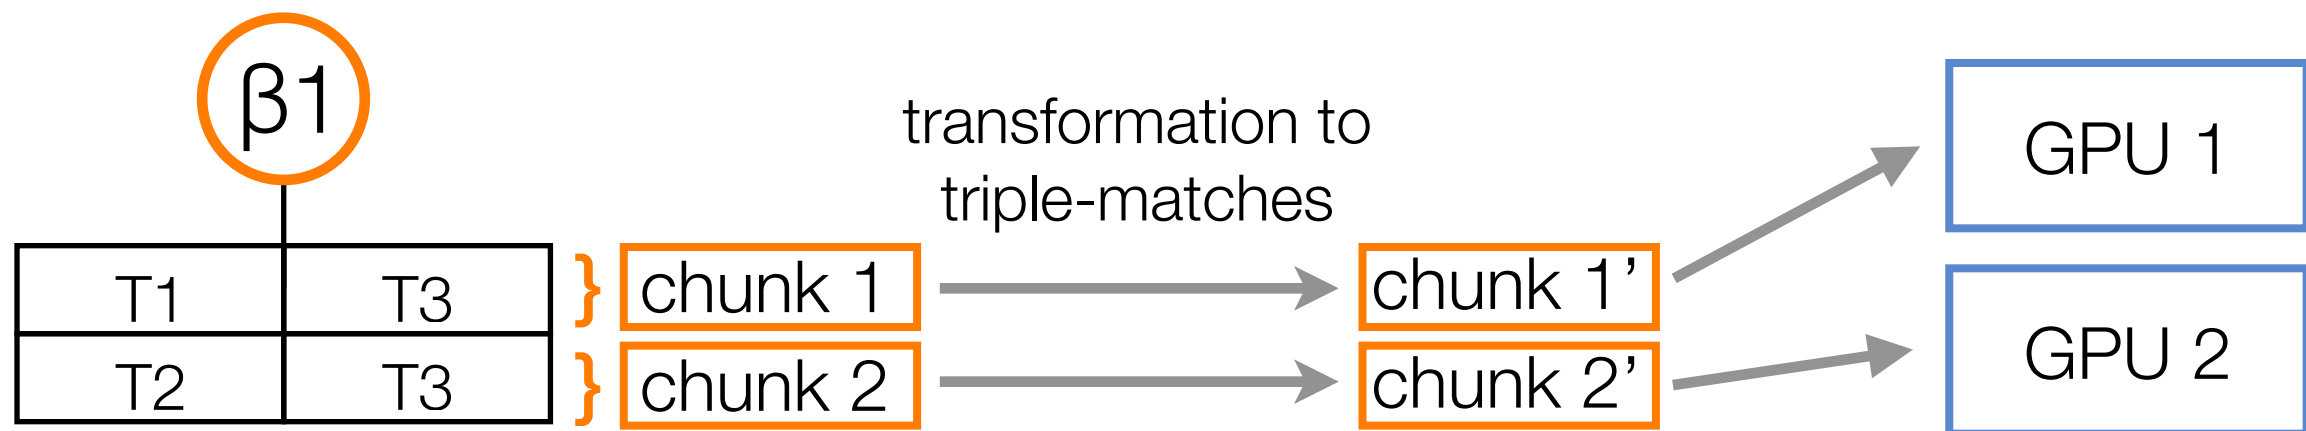 β1
transformation to
triple-matches
GPU 1
T1 T3 } chunk 1 chunk 1’
T2 T3 } chunk 2 chunk 2’
GPU 2